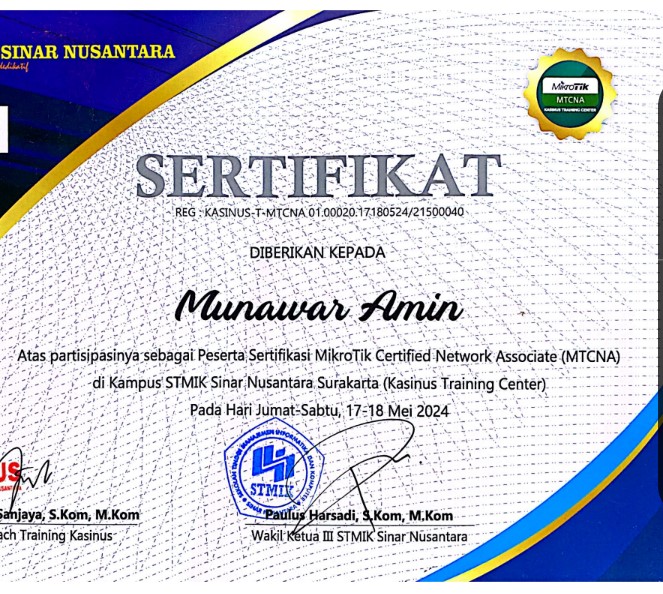 SINAR NUSANTARA
MikroTik
MTCNA
KASINUS TRAINING CENTER
SERTIFIKAT
REG : KASINUS-T-MTCNA 01.00020.17180524/21500040
DIBERIKAN KEPADA
Munawar Amin
Atas partisipasinya sebagai Peserta Sertifikasi MikroTik Certified Network Associate (MTCNA)
di Kampus STMIK Sinar Nusantara Surakarta (Kasinus Training Center)
Pada Hari Jumat-Sabtu, 17-18 Mei 2024
US
STMIK
Sanjaya, S.Kom, M.Kom
Paulus Harsadi, S.Kom, M.Kom
ach Training Kasinus
Wakil Ketua III STMIK Sinar Nusantara